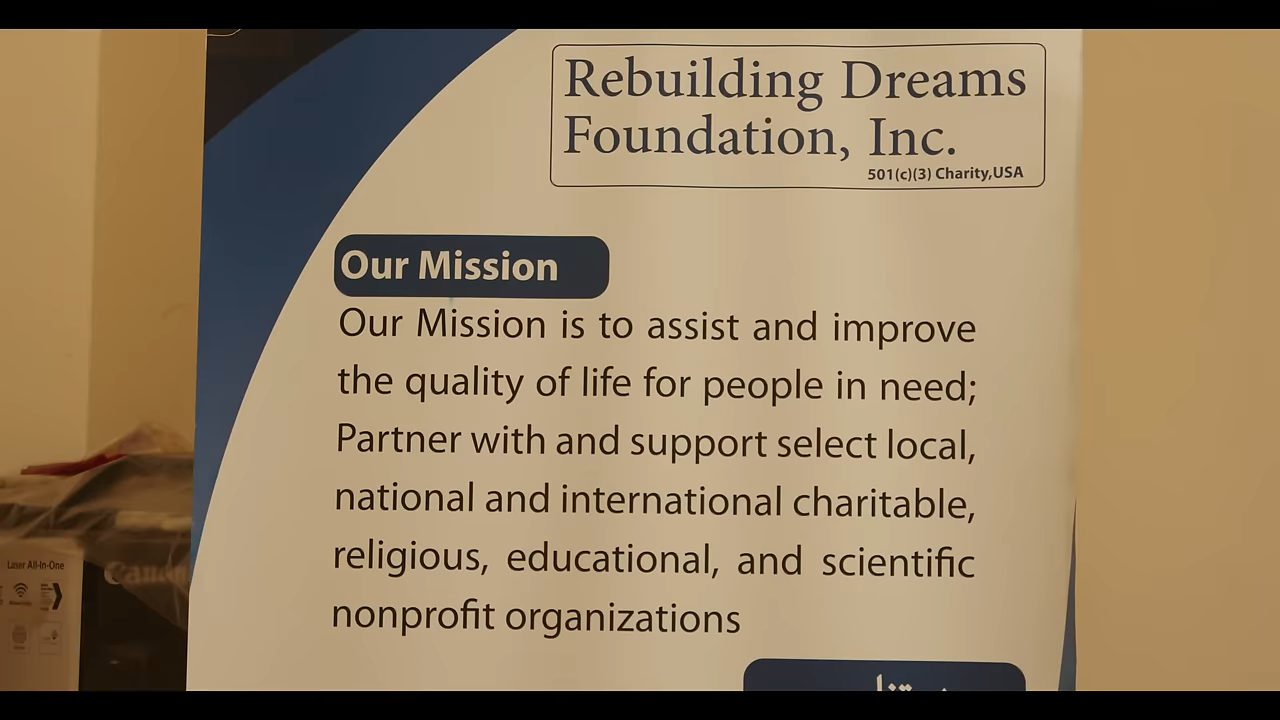 Rebuilding Dreams
Foundation, Inc.
501(c)(3) Charity,USA
Our Mission
Our Mission is to assist and improve
the quality of life for people in need;
Partner with and support select local,
national and international charitable,
religious, educational, and scientific
nonprofit organizations
Laser All-In-One
Canon